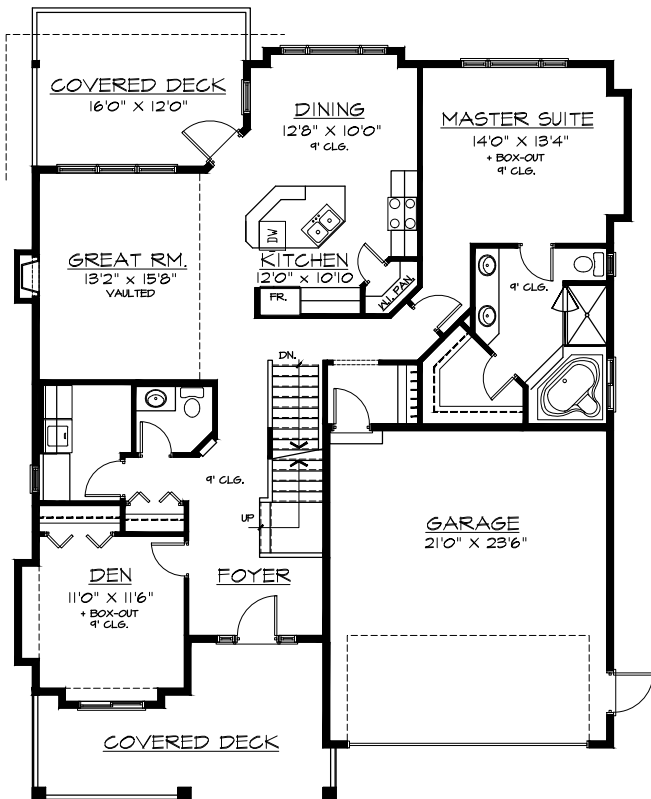 COVERED DECK
16'0" X 12'0"
DINING
12'8" X 10'0"
9' CLG.
MASTER SUITE
14'0" X 13'4"
+ BOX-OUT
9' CLG.
DW
GREAT RM.
13'2" X 15'8"
VAULTED
KITCHEN
12'0" X 10'10
FR.
W.I. PAN.
9' CLG.
DN.
9' CLG.
UP
GARAGE
21'0" X 23'6"
DEN
11'0" X 11'6"
+ BOX-OUT
9' CLG.
FOYER
COVERED DECK